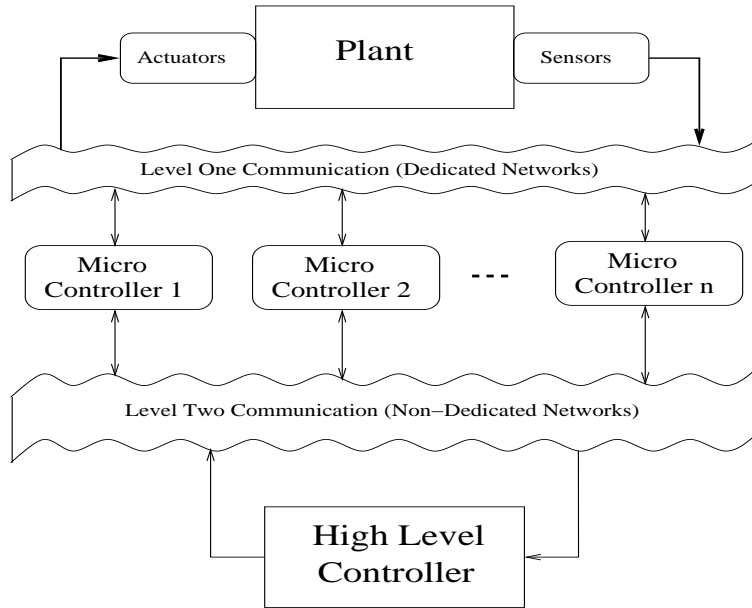 Actuators
Plant
Sensors
Level One Communication (Dedicated Networks)
Micro
Controller 1
Micro
Controller 2
Micro
Controller n
Level Two Communication (Non−Dedicated Networks)
High Level
Controller